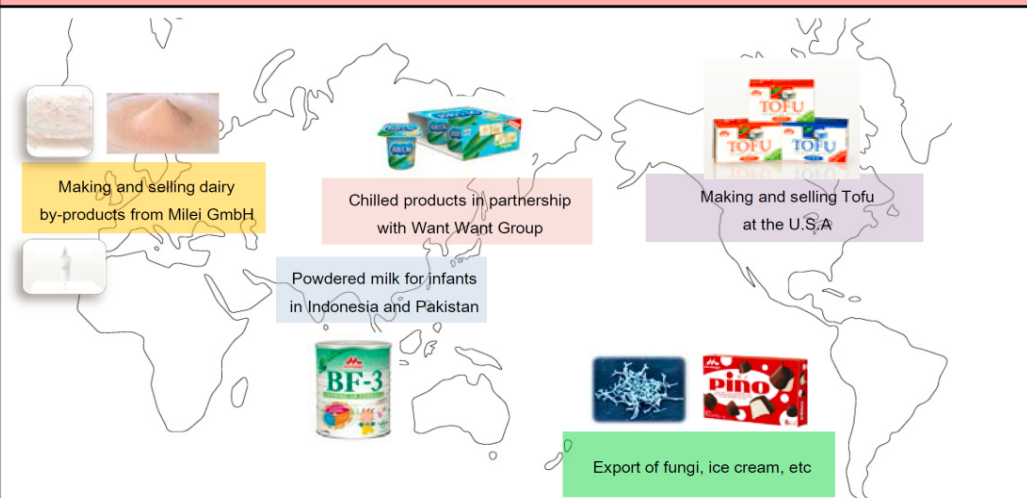 Making and selling dairy
by-products from Milei GmbH
Chilled products in partnership
with Want Want Group
TOFU
TOFU
TOFU
Making and selling Tofu
at the U.S.A
Powdered milk for infants
in Indonesia and Pakistan
BF-3
pino
Export of fungi, ice cream, etc